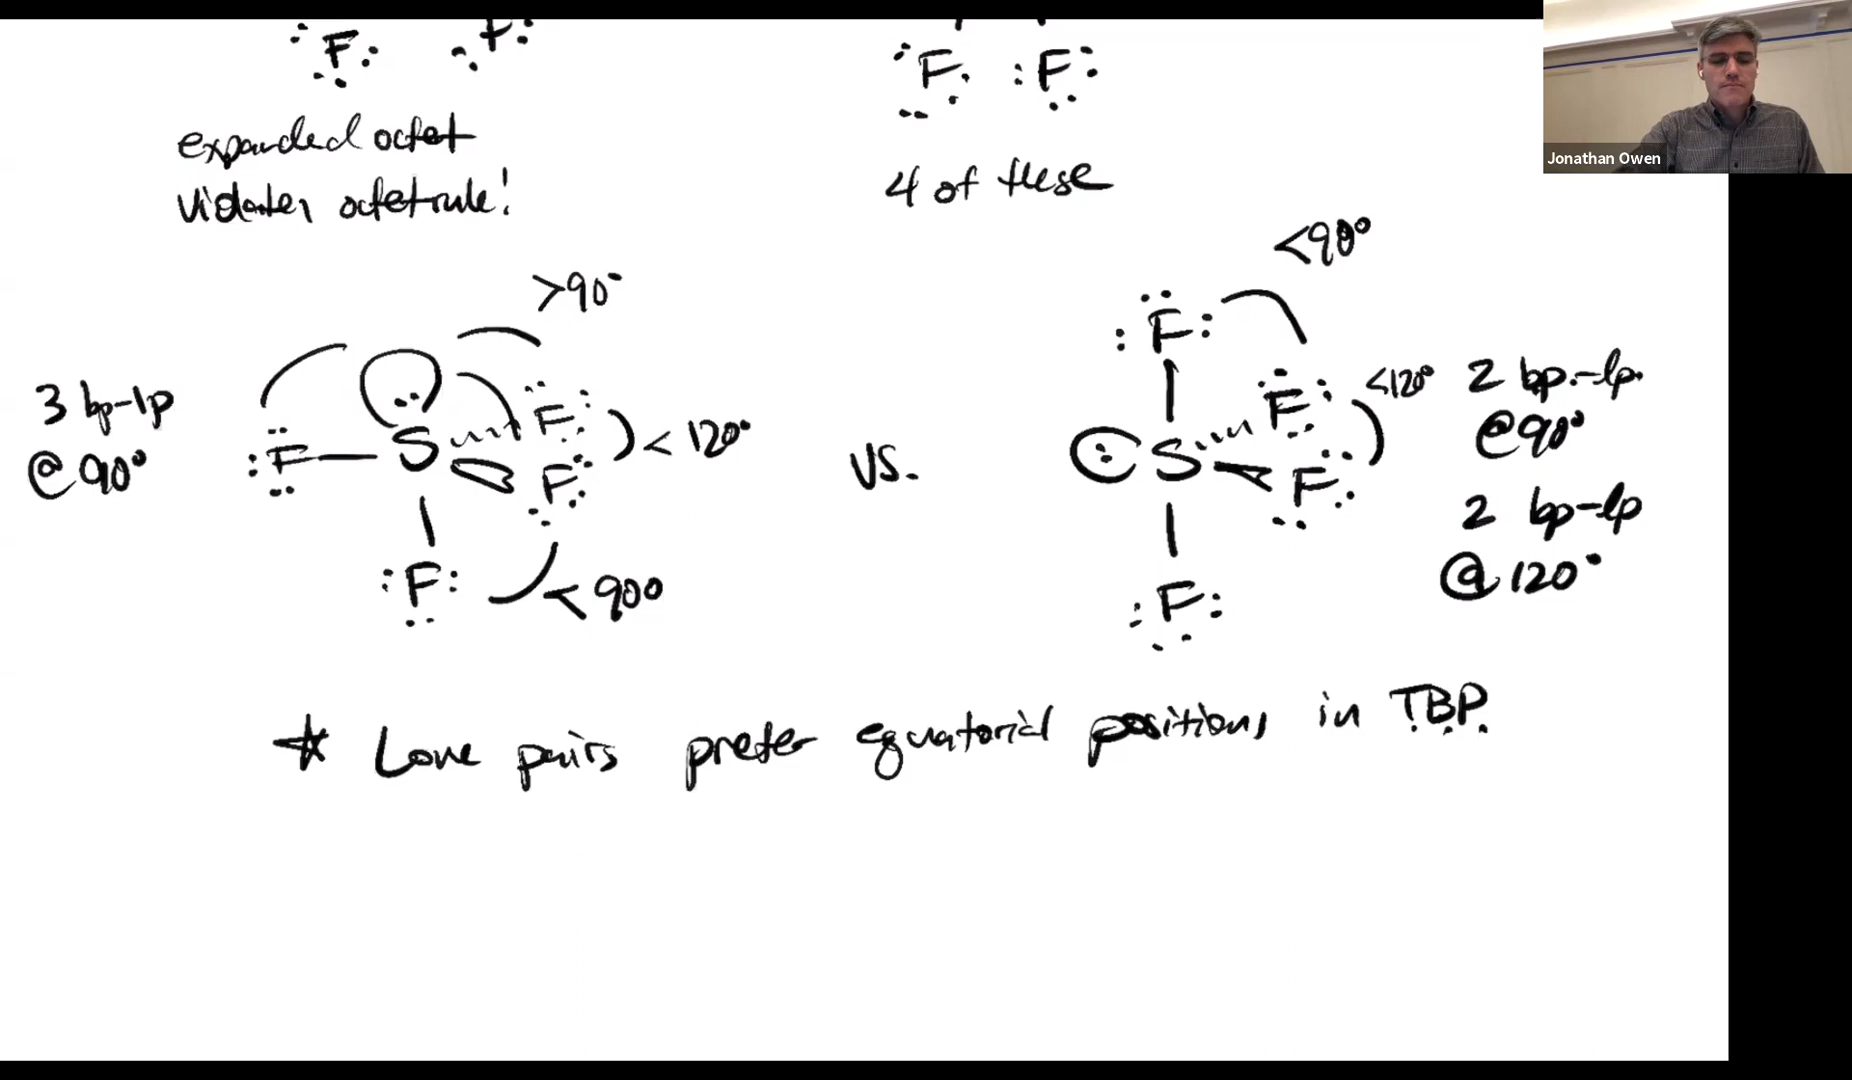 F F
F F
Jonathan Owen
expanded octet
violates octet rule!
4 of these
>90°
<90°
3 bp-lp
@ 90°
F S F
F
< 120°
F
< 90°
vs.
F
S F
F
F
<120°
2 bp.-lp.
@90°
2 bp-lp
@ 120°
* Lone pairs prefer equatorial positions in T.B.P.